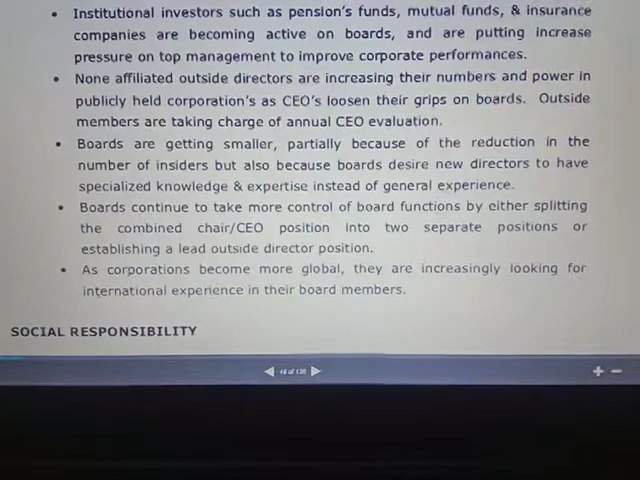 • Institutional investors such as pension's funds, mutual funds, & insurance
companies are becoming active on boards, and are putting increase
pressure on top management to improve corporate performances.
• None affiliated outside directors are increasing their numbers and power in
publicly held corporation's as CEO's loosen their grips on boards. Outside
members are taking charge of annual CEO evaluation.
• Boards are getting smaller, partially because of the reduction in the
number of insiders but also because boards desire new directors to have
specialized knowledge & expertise instead of general experience.
• Boards continue to take more control of board functions by either splitting
the combined chair/CEO position into two separate positions or
establishing a lead outside director position.
• As corporations become more global, they are increasingly looking for
international experience in their board members.
SOCIAL RESPONSIBILITY